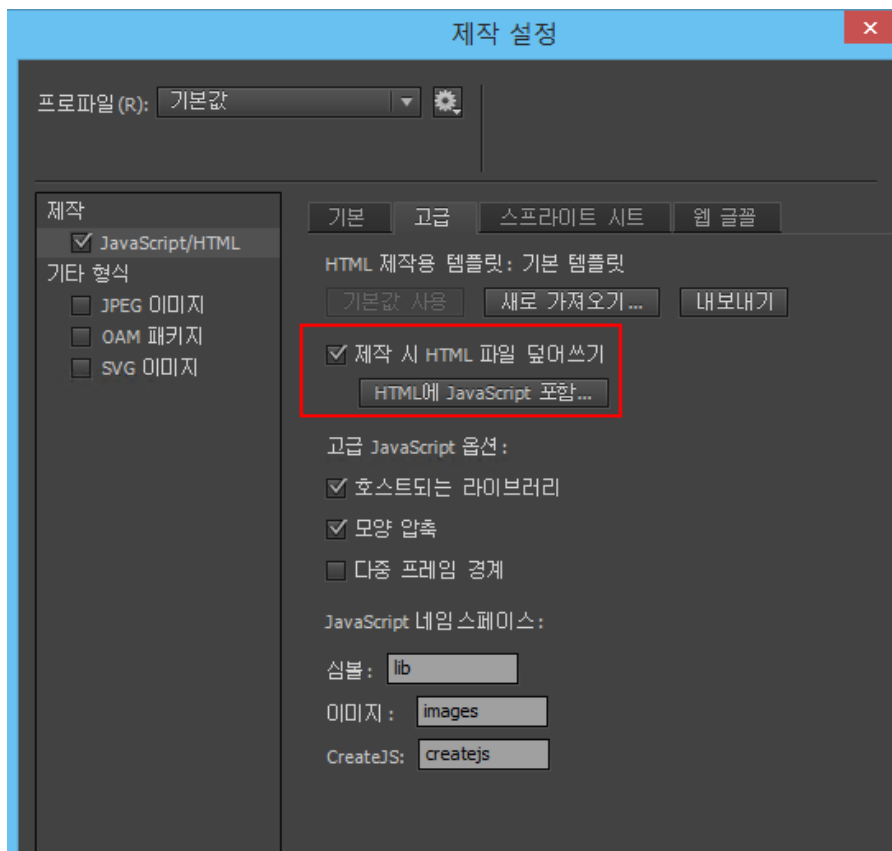 제작 설정
프로파일(R): 기본값
제작
JavaScript/HTML
기타 형식
JPEG 이미지
OAM 패키지
SVG 이미지
기본 고급 스프라이트 시트 웹 글꼴
HTML 제작용 템플릿: 기본 템플릿
기본값 사용 새로 가져오기... 내보내기
제작 시 HTML 파일 덮어쓰기
HTML에 JavaScript 포함...
고급 JavaScript 옵션:
호스트되는 라이브러리
모양 압축
다중 프레임 경계
JavaScript 네임스페이스:
심볼: lib
이미지: images
CreateJS: createjs